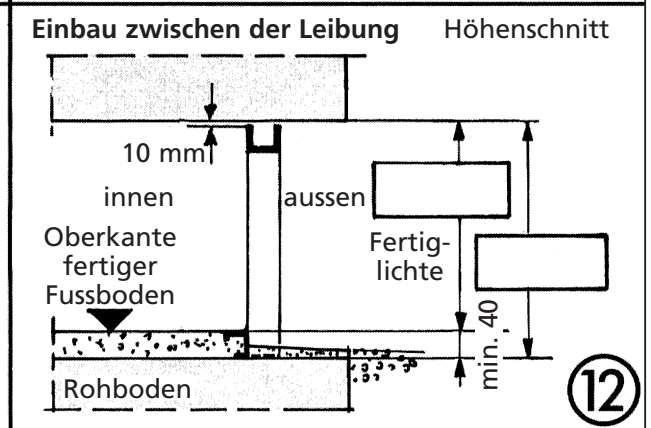 Einbau zwischen der Leibung Höhenschnitt
10 mm
innen
aussen
Oberkante
fertiger
Fussboden
Fertig-
lichte
min. 40
Rohboden
12